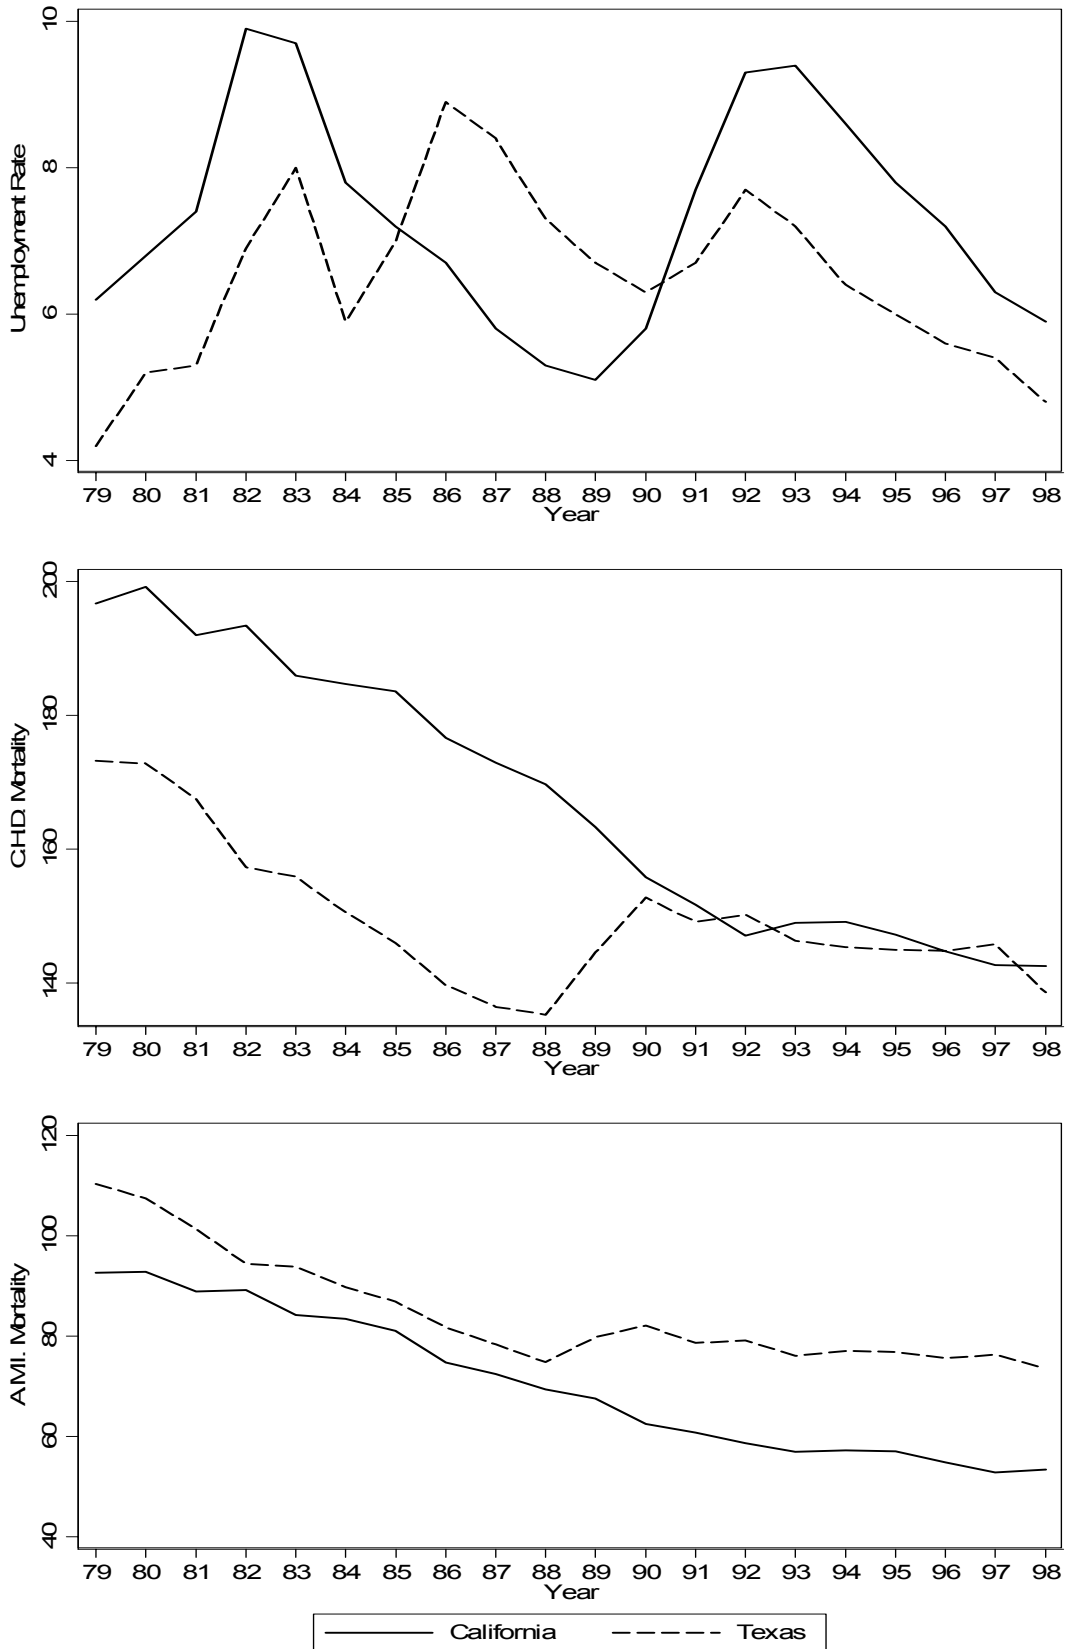 10
8
6
4
Unemployment Rate
79 80 81 82 83 84 85 86 87 88 89 90 91 92 93 94 95 96 97 98
Year
200
180
160
140
C.H.D. Mortality
79 80 81 82 83 84 85 86 87 88 89 90 91 92 93 94 95 96 97 98
Year
120
100
80
60
40
A.M.I. Mortality
79 80 81 82 83 84 85 86 87 88 89 90 91 92 93 94 95 96 97 98
Year
California Texas